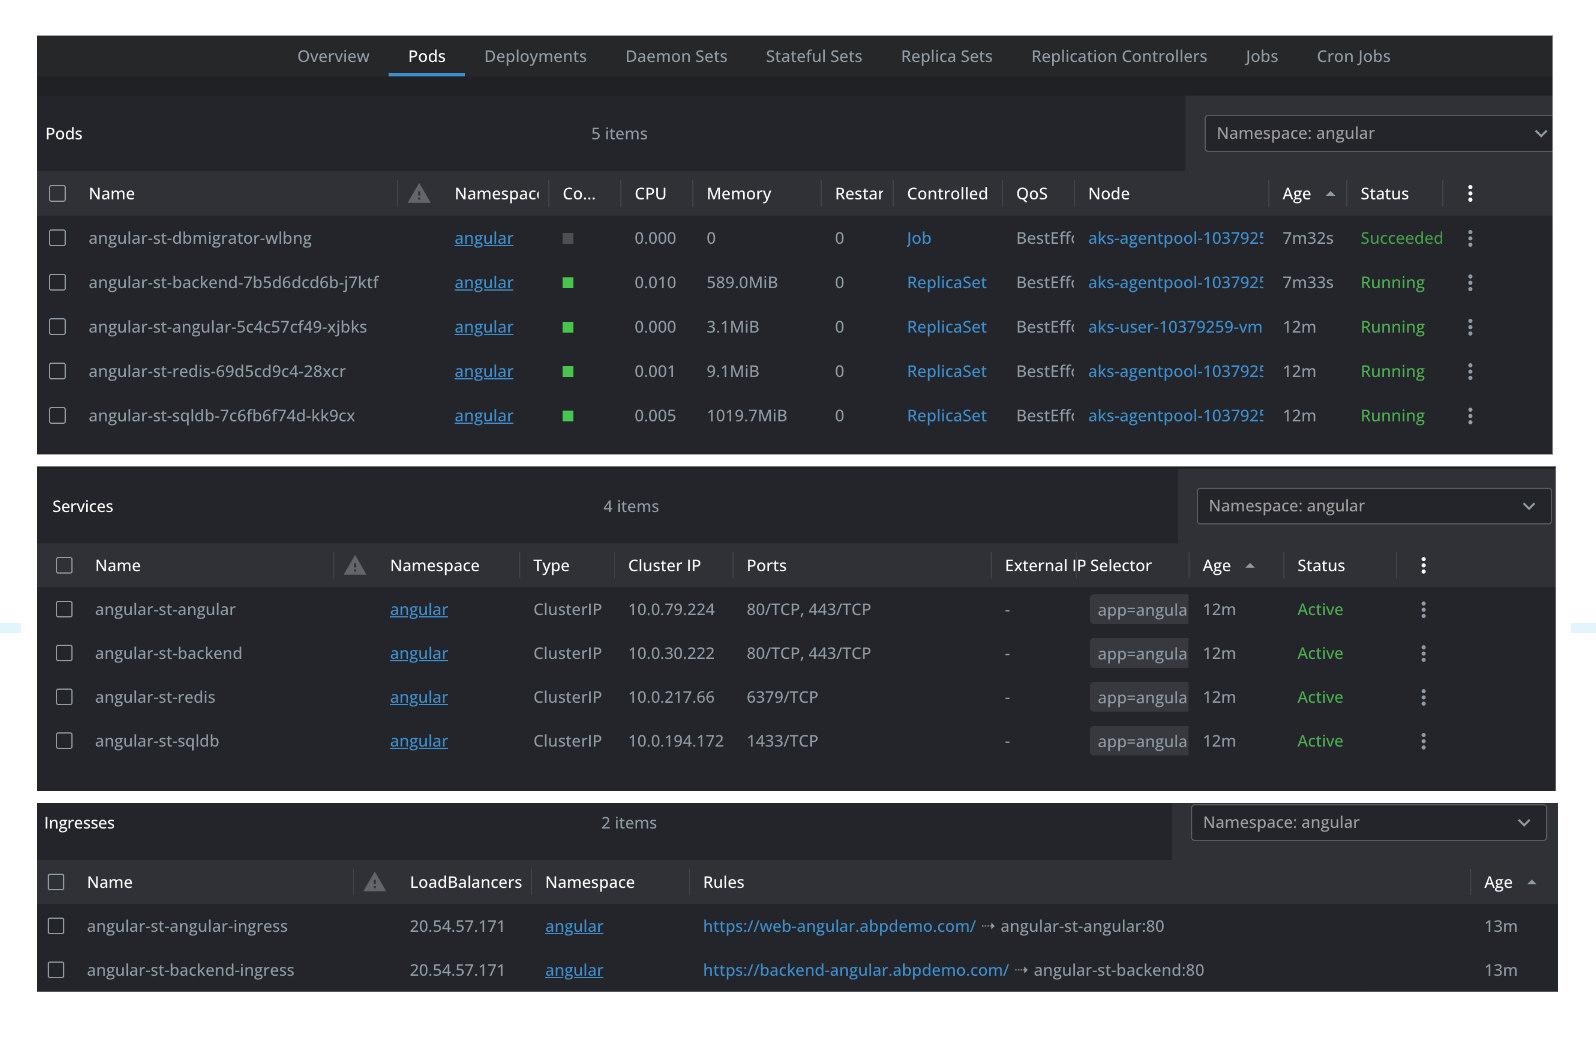 Overview Pods Deployments Daemon Sets Stateful Sets Replica Sets Replication Controllers Jobs Cron Jobs
Pods 5 items Namespace: angular
Name Namespac Co... CPU Memory Restar Controlled QoS Node Age Status
angular-st-dbmigrator-wlbng angular 0.000 0 0 Job BestEffo aks-agentpool-1037925 7m32s Succeeded
angular-st-backend-7b5d6dcd6b-j7ktf angular 0.010 589.0MiB 0 ReplicaSet BestEffo aks-agentpool-1037925 7m33s Running
angular-st-angular-5c4c57cf49-xjbks angular 0.000 3.1MiB 0 ReplicaSet BestEffo aks-user-10379259-vm 12m Running
angular-st-redis-69d5cd9c4-28xcr angular 0.001 9.1MiB 0 ReplicaSet BestEffo aks-agentpool-1037925 12m Running
angular-st-sqldb-7c6fb6f74d-kk9cx angular 0.005 1019.7MiB 0 ReplicaSet BestEffo aks-agentpool-1037925 12m Running
Services 4 items Namespace: angular
Name Namespace Type Cluster IP Ports External IP Selector Age Status
angular-st-angular angular ClusterIP 10.0.79.224 80/TCP, 443/TCP - app=angula 12m Active
angular-st-backend angular ClusterIP 10.0.30.222 80/TCP, 443/TCP - app=angula 12m Active
angular-st-redis angular ClusterIP 10.0.217.66 6379/TCP - app=angula 12m Active
angular-st-sqldb angular ClusterIP 10.0.194.172 1433/TCP - app=angula 12m Active
Ingresses 2 items Namespace: angular
Name LoadBalancers Namespace Rules Age
angular-st-angular-ingress 20.54.57.171 angular https://web-angular.abpdemo.com/ ⇢ angular-st-angular:80 13m
angular-st-backend-ingress 20.54.57.171 angular https://backend-angular.abpdemo.com/ ⇢ angular-st-backend:80 13m